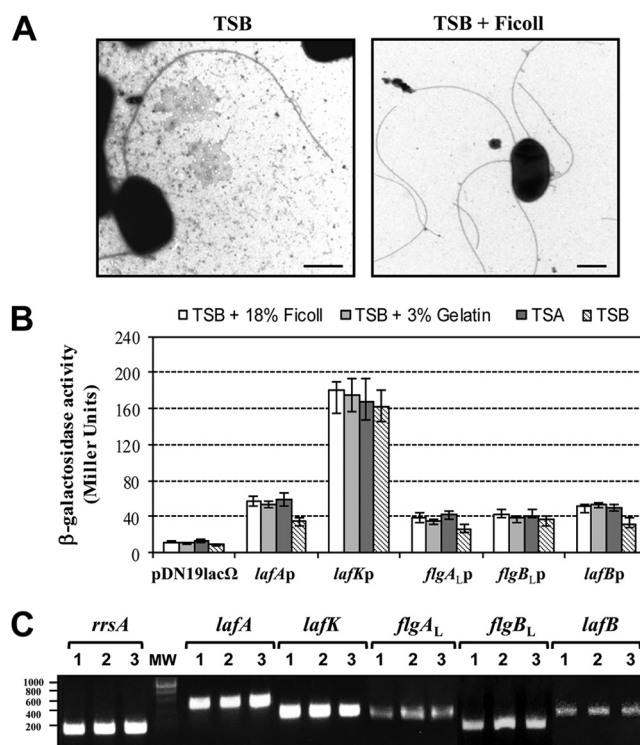 A
TSB
TSB + Ficoll
B
TSB + 18% Ficoll TSB + 3% Gelatin TSA TSB
β-galactosidase activity
(Miller Units)
240
200
160
120
80
40
0
pDN19lacΩ lafAp lafKp flgALp flgBLp lafBp
C
rrsA lafA lafK flgAL flgBL lafB
1 2 3 MW 1 2 3 1 2 3 1 2 3 1 2 3 1 2 3
1000
800
600
400
200